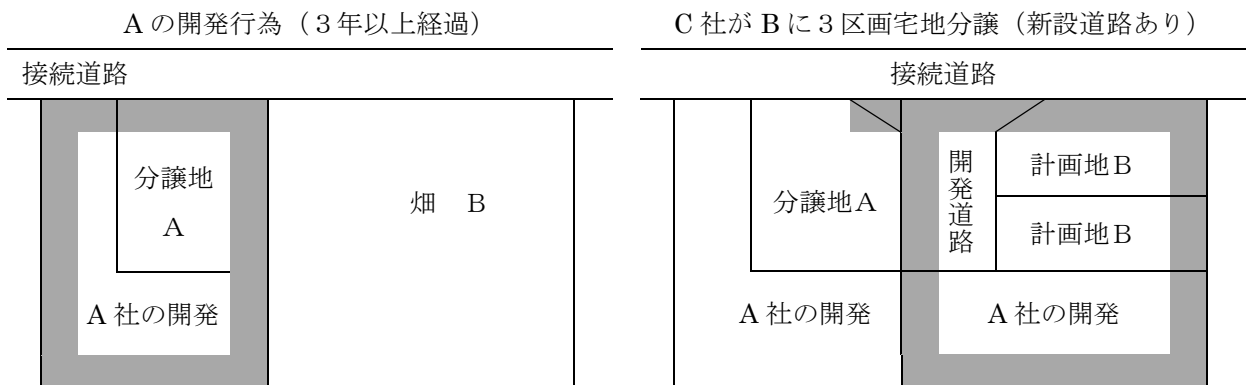 Aの開発行為（３年以上経過）
接続道路
分譲地
A
畑　B
A社の開発
C社がBに３区画宅地分譲（新設道路あり）
接続道路
分譲地A
開発道路
計画地B
計画地B
A社の開発
A社の開発